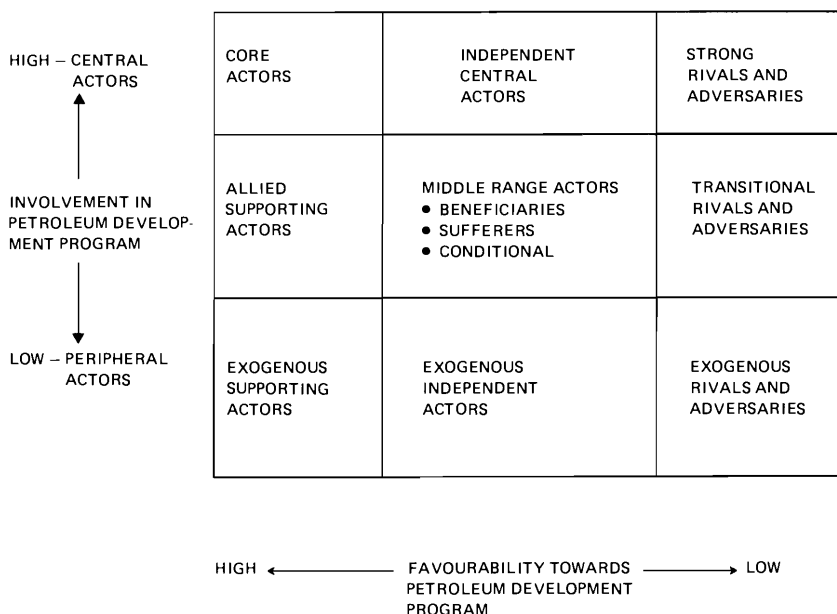 HIGH – CENTRAL
ACTORS
INVOLVEMENT IN
PETROLEUM DEVELOP-
MENT PROGRAM
LOW – PERIPHERAL
ACTORS
CORE
ACTORS
INDEPENDENT
CENTRAL
ACTORS
STRONG
RIVALS AND
ADVERSARIES
ALLIED
SUPPORTING
ACTORS
MIDDLE RANGE ACTORS
• BENEFICIARIES
• SUFFERERS
• CONDITIONAL
TRANSITIONAL
RIVALS AND
ADVERSARIES
EXOGENOUS
SUPPORTING
ACTORS
EXOGENOUS
INDEPENDENT
ACTORS
EXOGENOUS
RIVALS AND
ADVERSARIES
HIGH
FAVOURABILITY TOWARDS
PETROLEUM DEVELOPMENT
PROGRAM
LOW